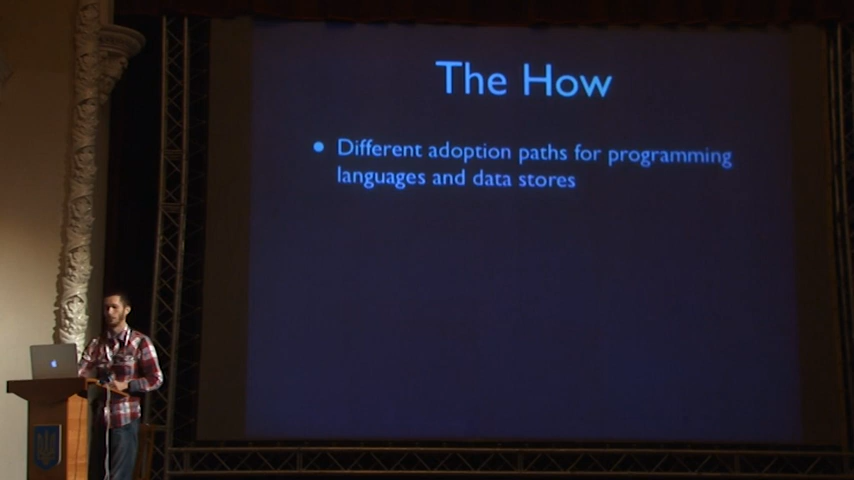 The How
Different adoption paths for programming
languages and data stores